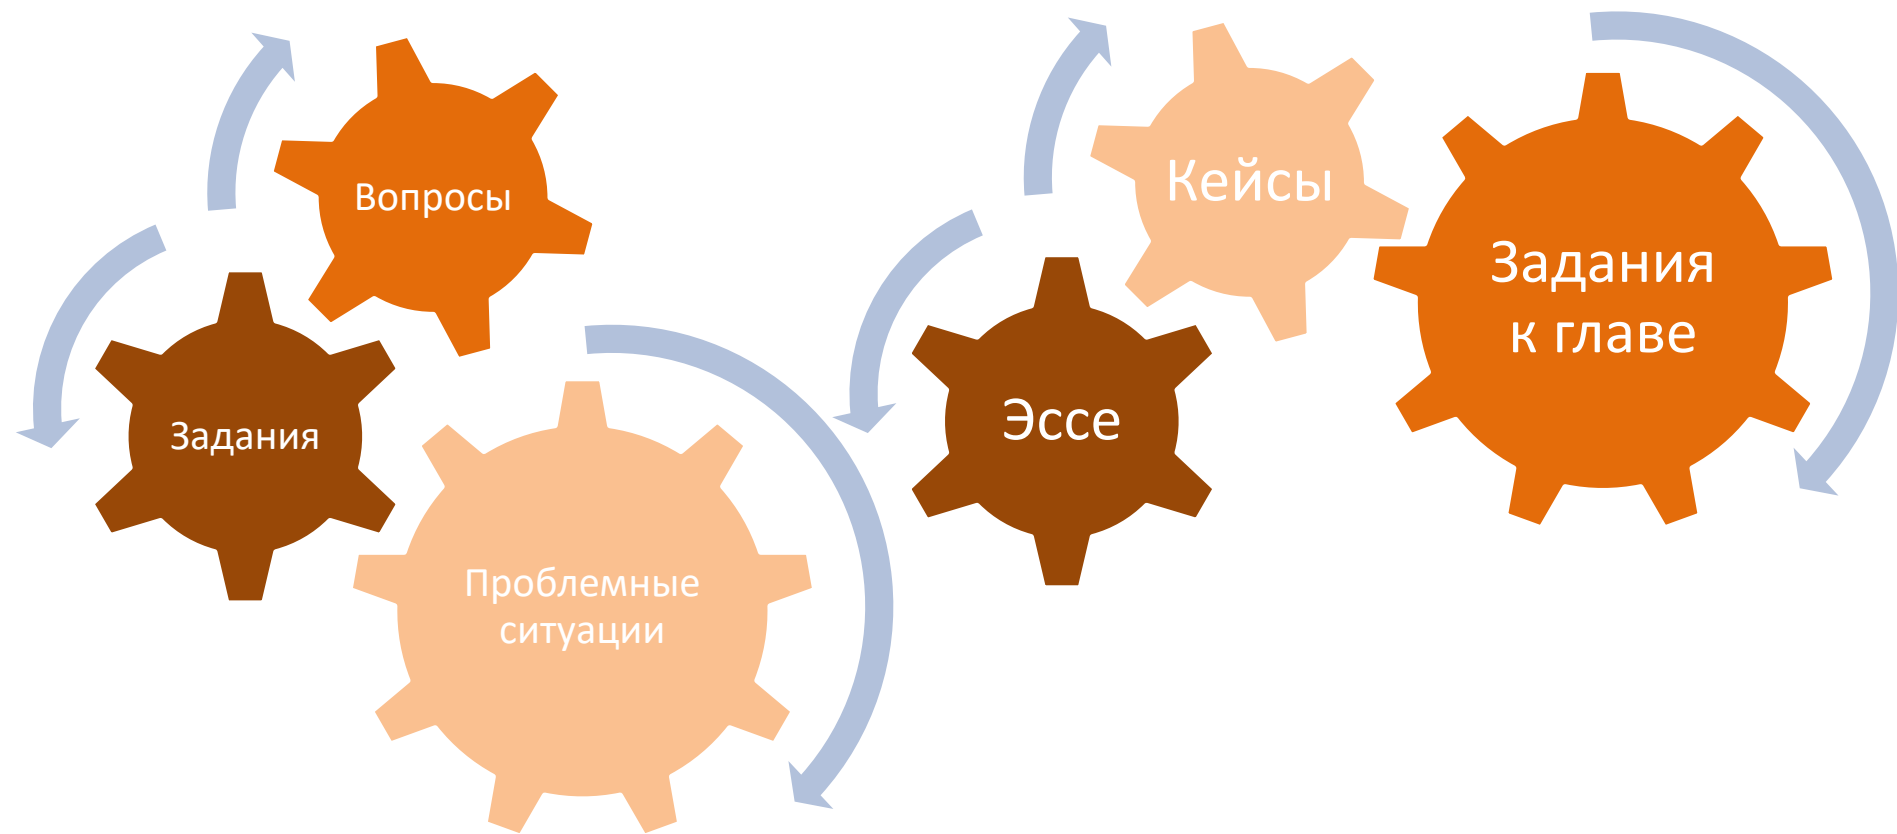 Вопросы
Задания
Проблемные
ситуации
Кейсы
Эссе
Задания
к главе